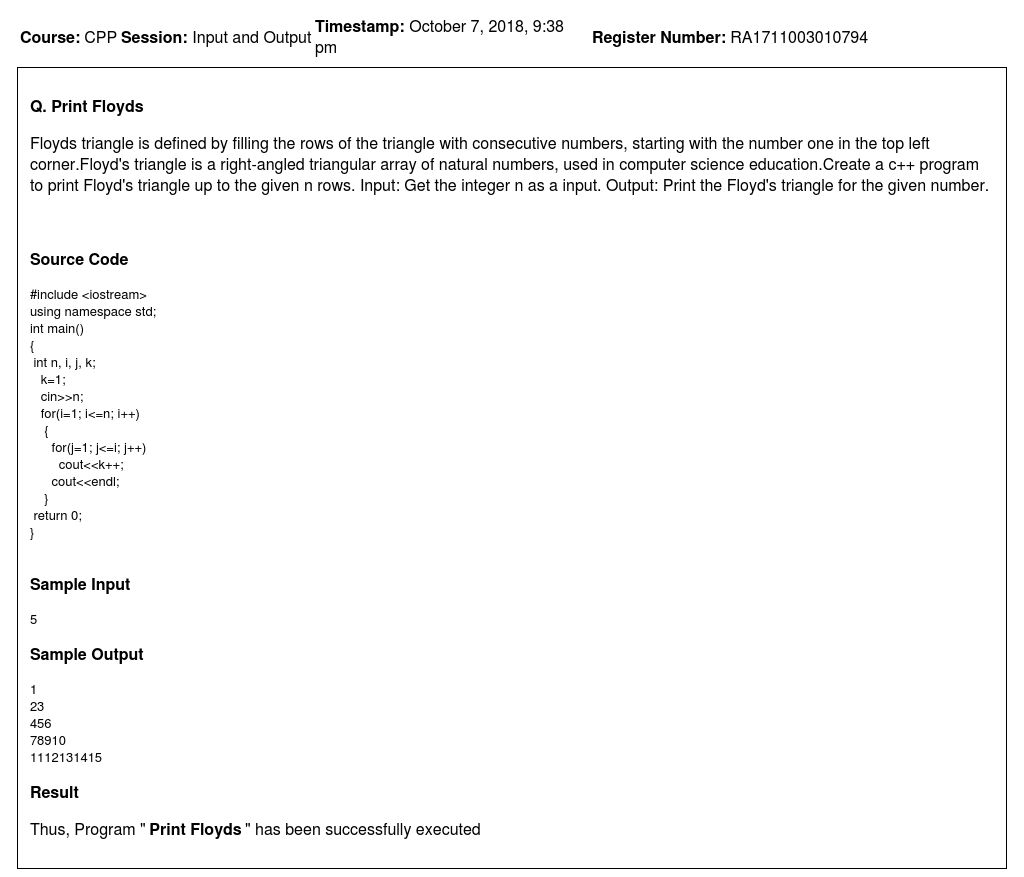 Course: CPP Session: Input and Output Timestamp: October 7, 2018, 9:38
pm
Register Number: RA1711003010794
Q. Print Floyds
Floyds triangle is defined by filling the rows of the triangle with consecutive numbers, starting with the number one in the top left
corner.Floyd's triangle is a right-angled triangular array of natural numbers, used in computer science education.Create a c++ program
to print Floyd's triangle up to the given n rows. Input: Get the integer n as a input. Output: Print the Floyd's triangle for the given number.
Source Code
#include <iostream>
using namespace std;
int main()
{
int n, i, j, k;
k=1;
cin>>n;
for(i=1; i<=n; i++)
{
for(j=1; j<=i; j++)
cout<<k++;
cout<<endl;
}
return 0;
}
Sample Input
5
Sample Output
1
23
456
78910
1112131415
Result
Thus, Program " Print Floyds " has been successfully executed